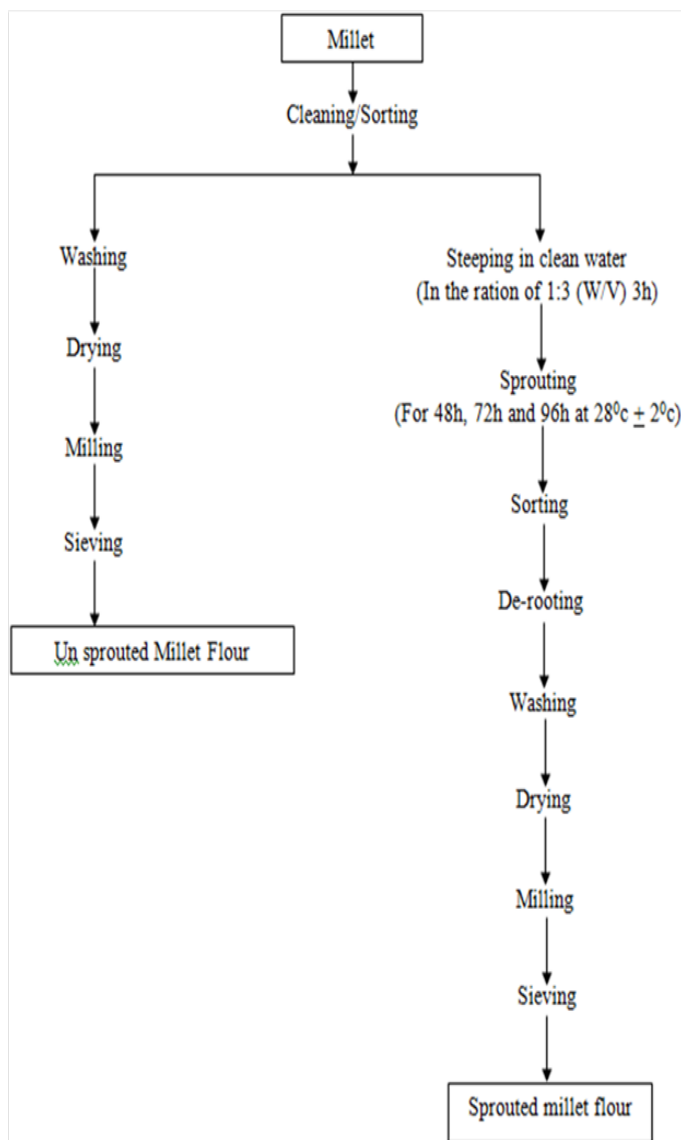 Millet
Cleaning/Sorting
Washing
Drying
Milling
Sieving
Un sprouted Millet Flour
Steeping in clean water
(In the ration of 1:3 (W/V) 3h)
Sprouting
(For 48h, 72h and 96h at 28⁰c ± 2⁰c)
Sorting
De-rooting
Washing
Drying
Milling
Sieving
Sprouted millet flour